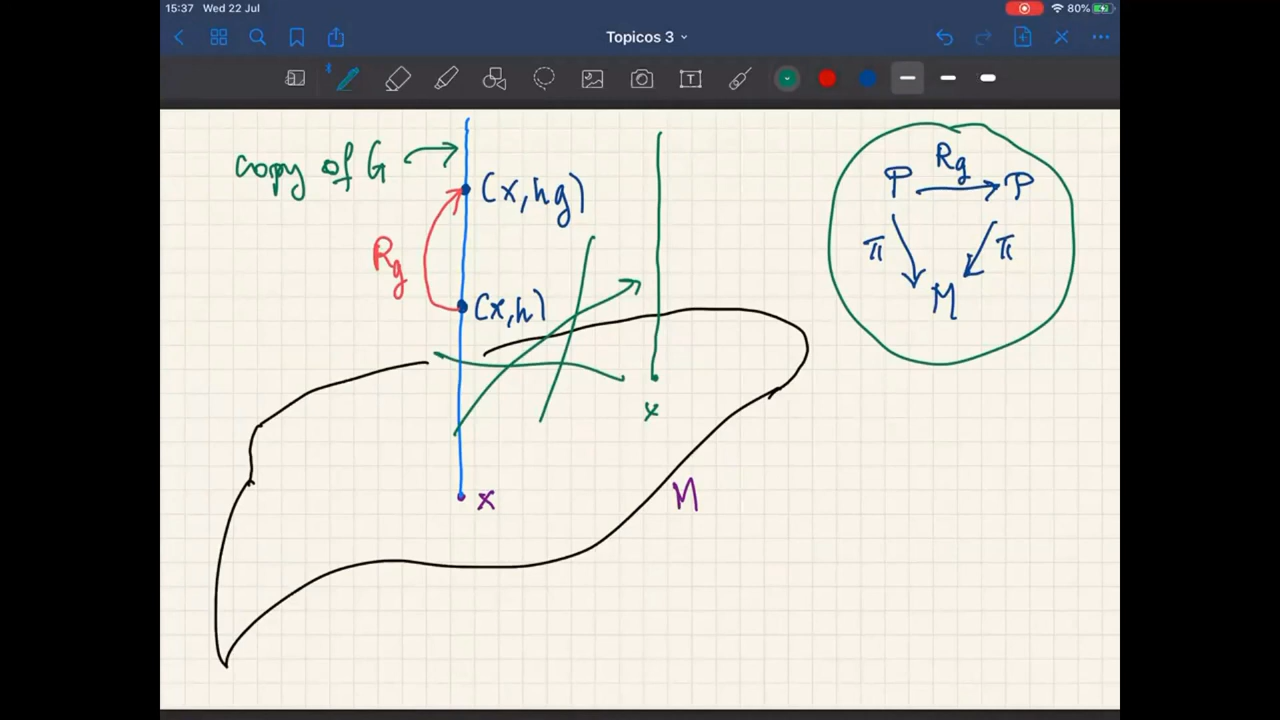 15:37 Wed 22 Jul
80%
Topicos 3
copy of G
(x, hg)
Rg
(x, h)
x
x
M
Rg
P P
π π
M